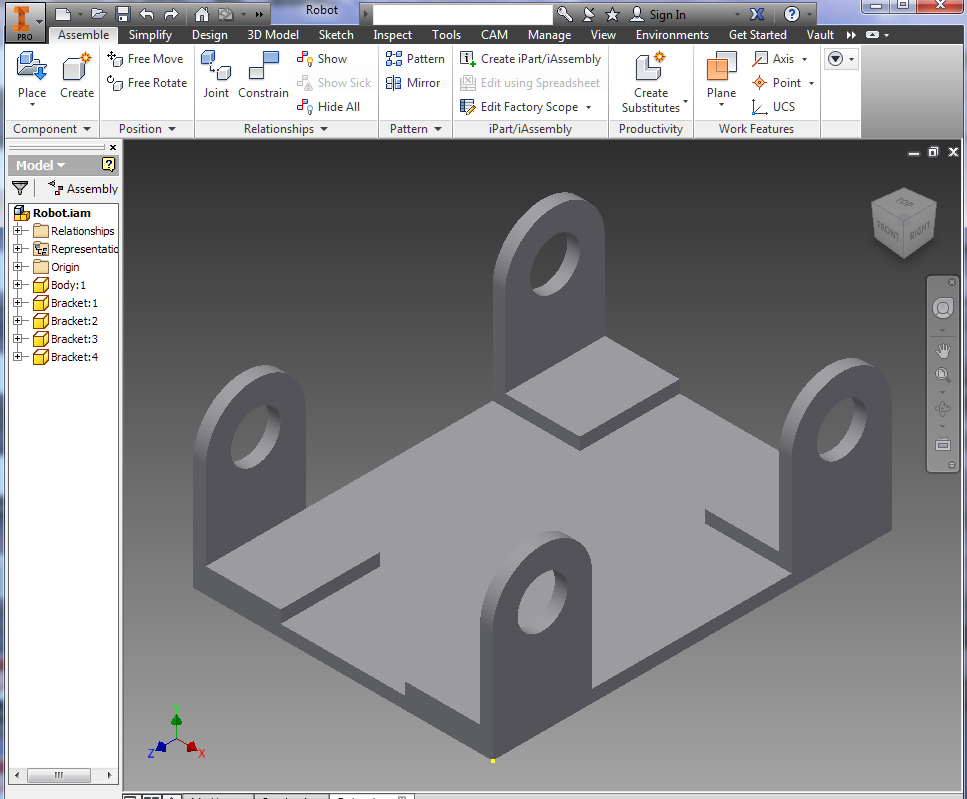 Robot
Sign In
PRO
Assemble Simplify Design 3D Model Sketch Inspect Tools CAM Manage View Environments Get Started Vault
Place Create Free Move Joint Constrain Show Pattern Create iPart/iAssembly Create Substitutes Plane Axis
Free Rotate Show Sick Mirror Edit using Spreadsheet Point
Hide All Edit Factory Scope UCS
Component Position Relationships Pattern iPart/iAssembly Productivity Work Features
Model
Assembly
Robot.iam
Relationships
Representatio
Origin
Body:1
Bracket:1
Bracket:2
Bracket:3
Bracket:4
TOP
FRONT RIGHT
Y
Z X